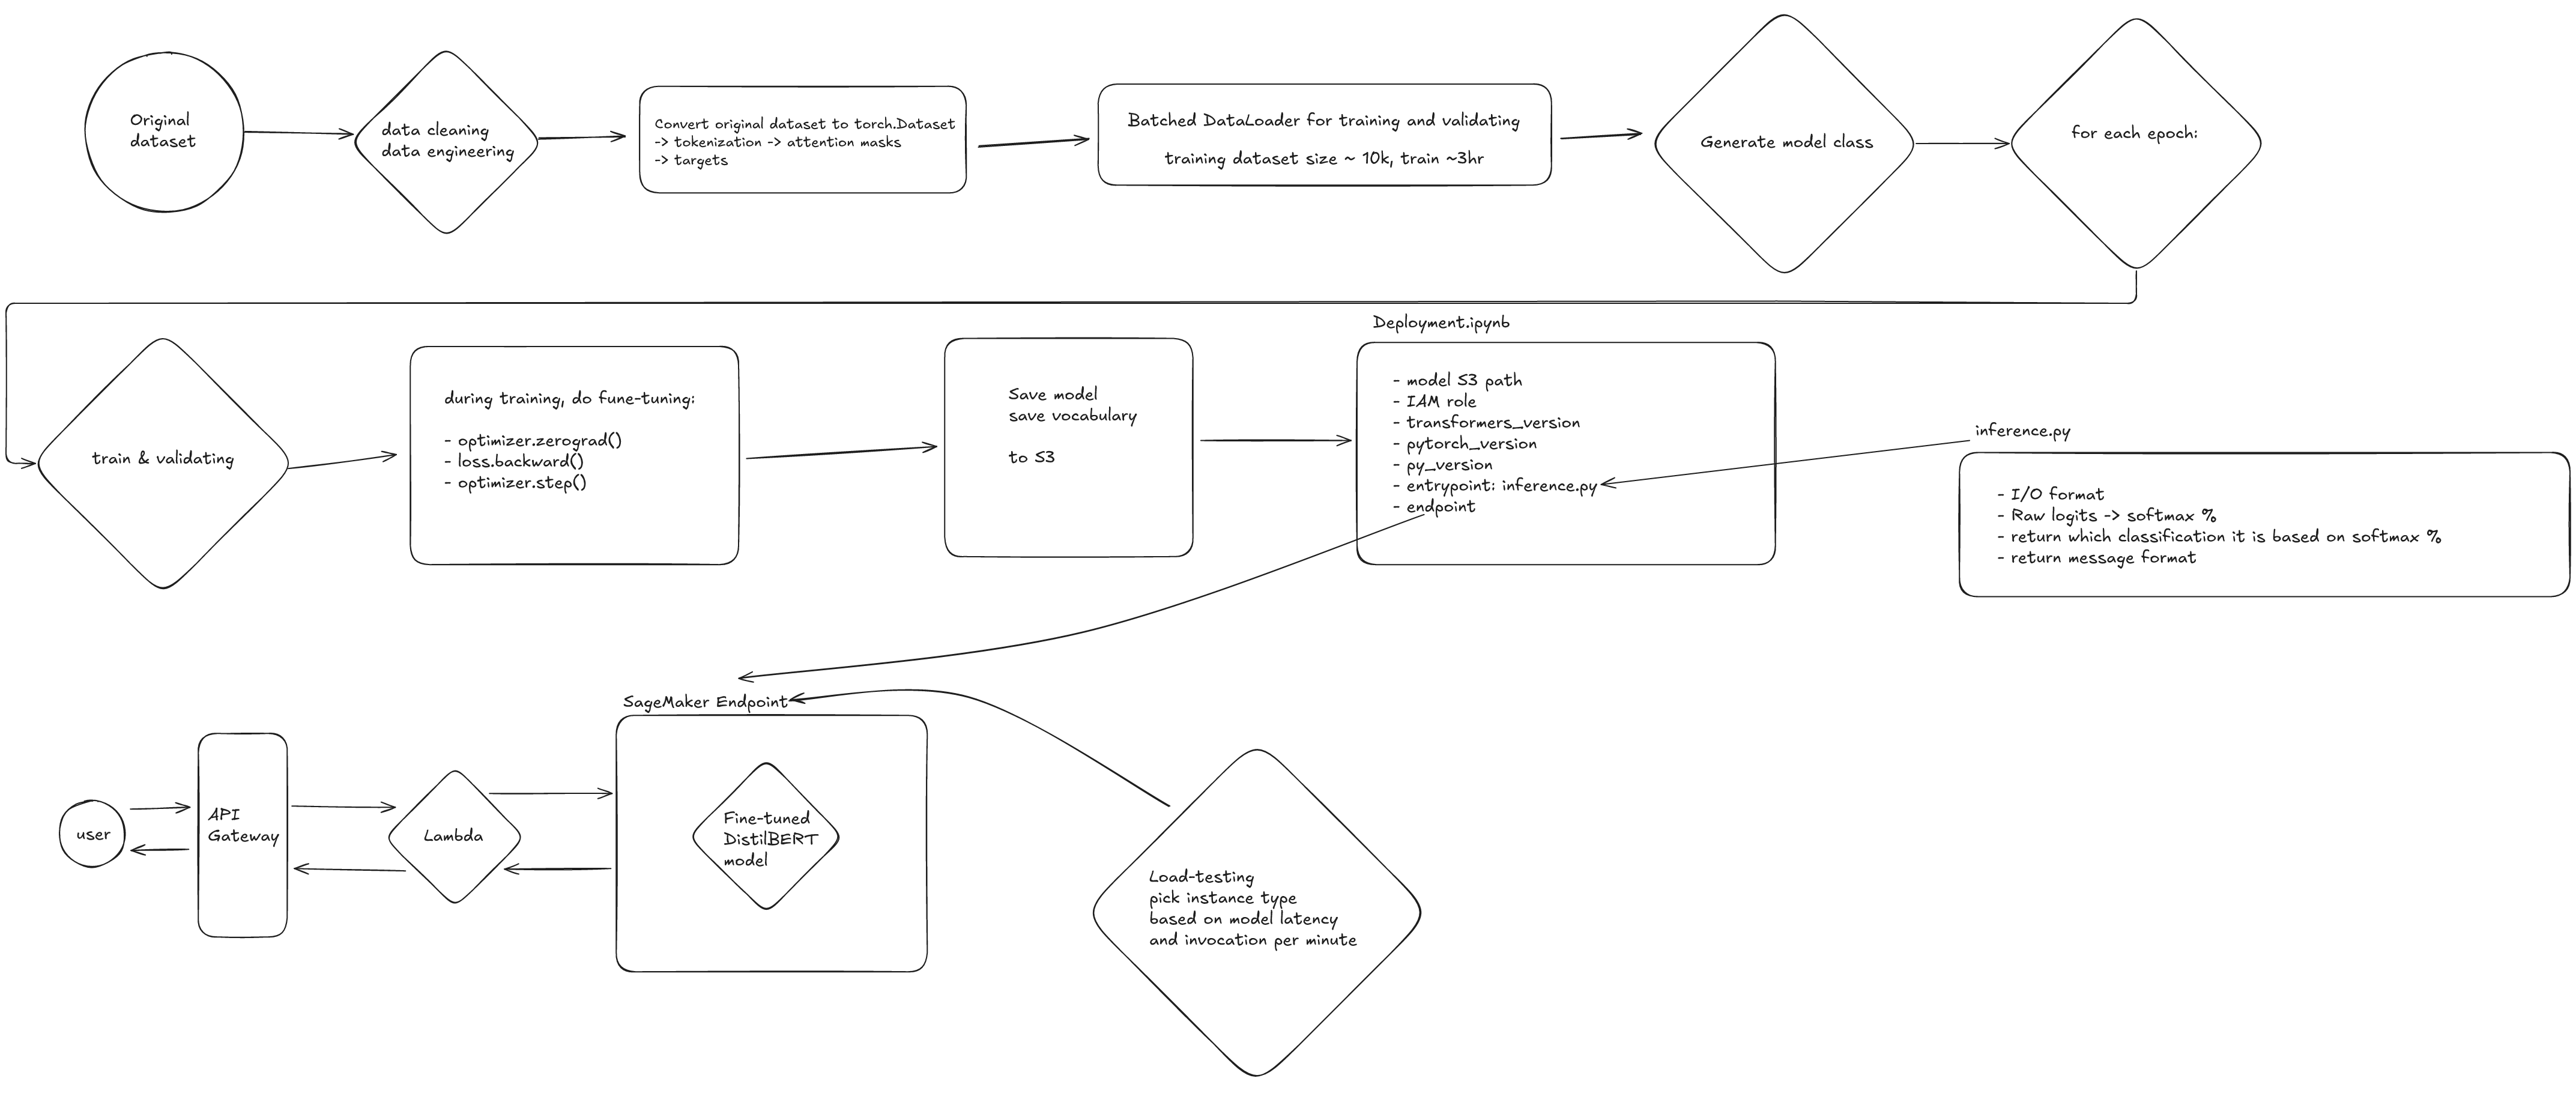 Original
dataset
data cleaning
data engineering
Convert original dataset to torch.Dataset
-> tokenization -> attention masks
-> targets
Batched DataLoader for training and validating
training dataset size ~ 10k, train ~3hr
Generate model class
for each epoch:
train & validating
during training, do fune-tuning:
- optimizer.zerograd()
- loss.backward()
- optimizer.step()
Save model
save vocabulary
to S3
Deployment.ipynb
- model S3 path
- IAM role
- transformers_version
- pytorch_version
- py_version
- entrypoint: inference.py
- endpoint
inference.py
- I/O format
- Raw logits -> softmax %
- return which classification it is based on softmax %
- return message format
user
API
Gateway
Lambda
SageMaker Endpoint
Fine-tuned
DistilBERT
model
Load-testing
pick instance type
based on model latency
and invocation per minute